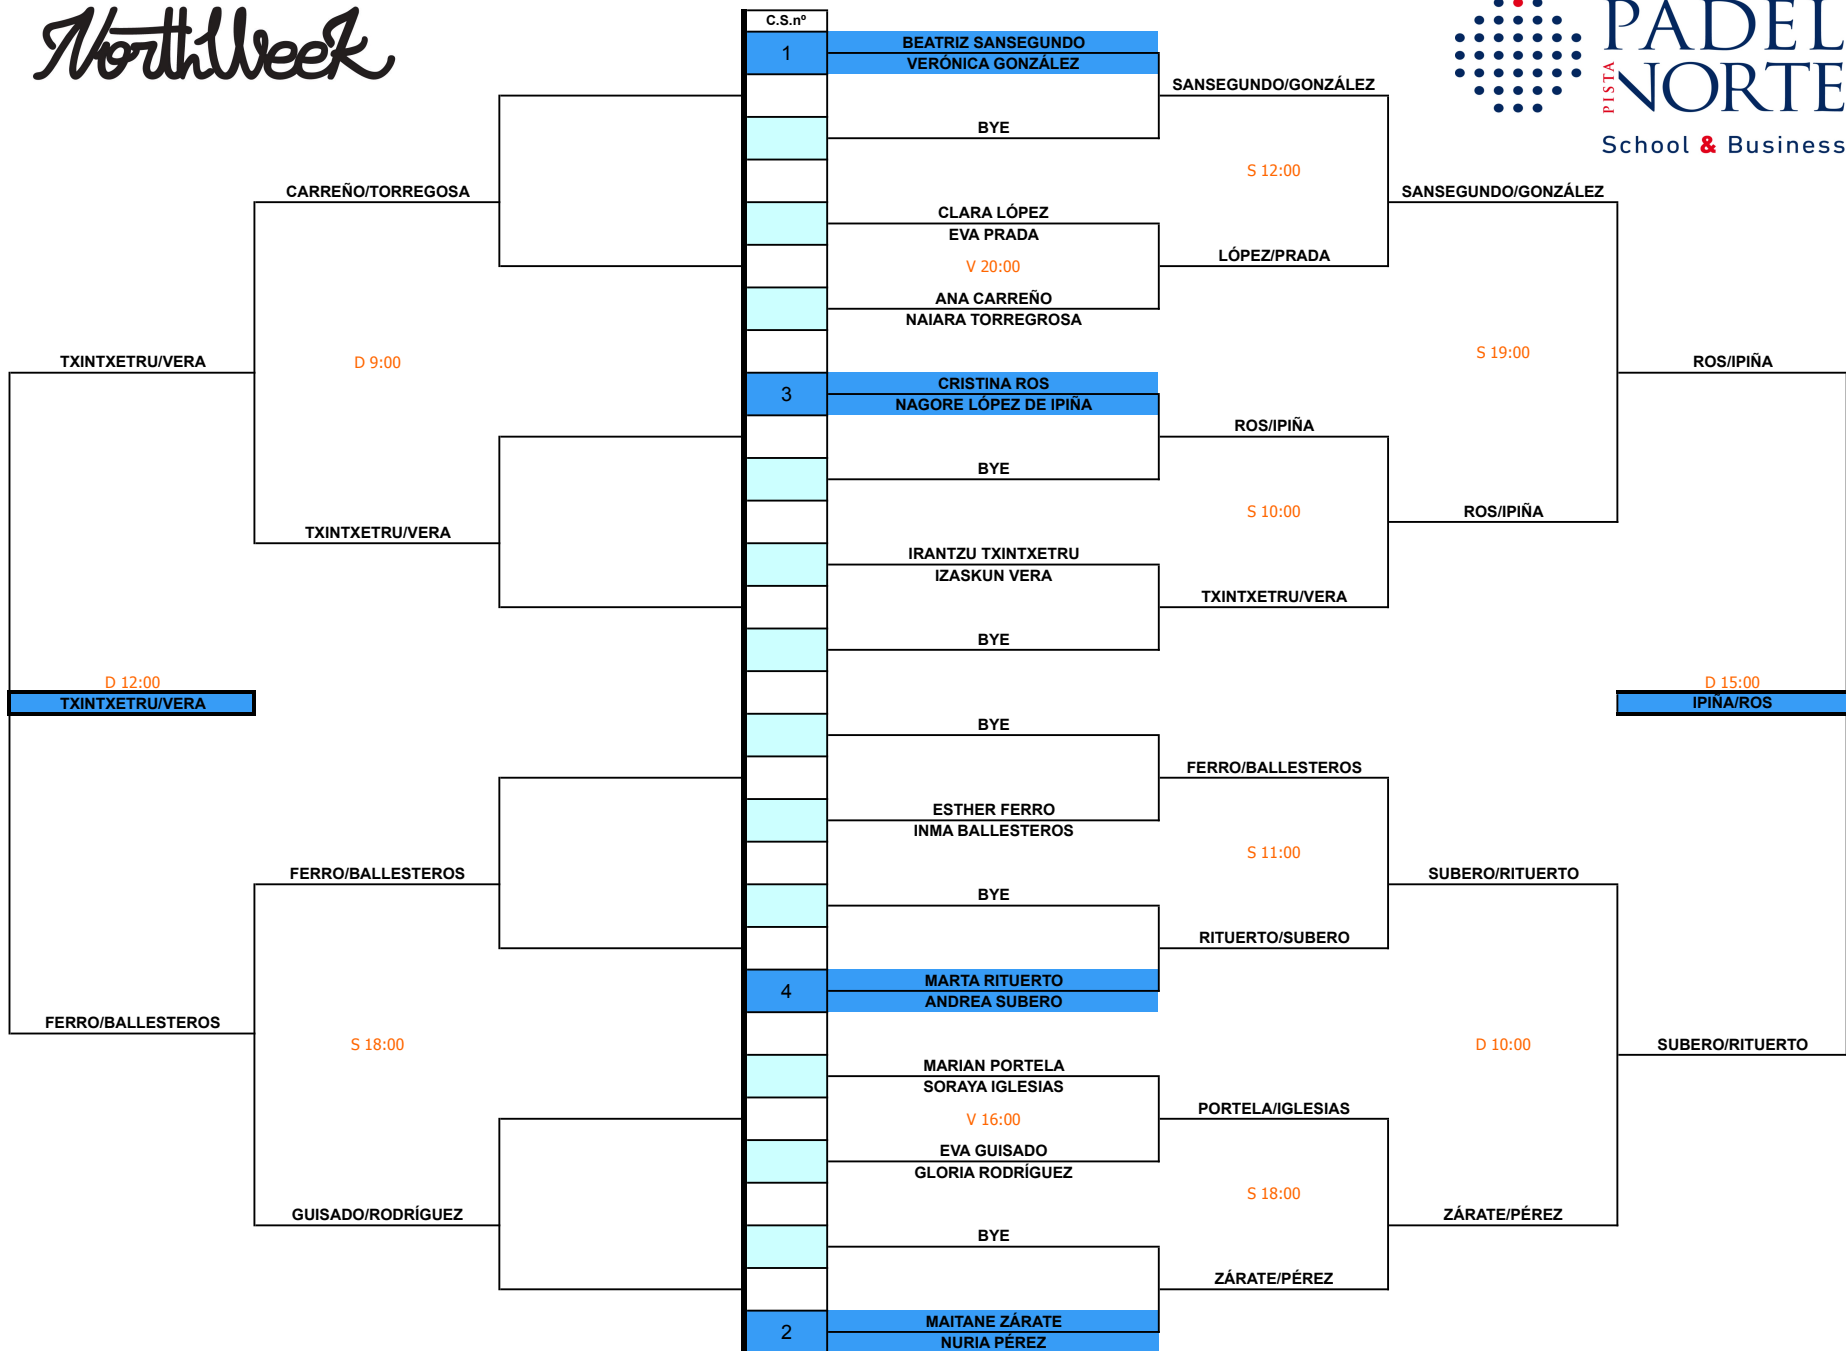 NorthWeek
C.S.nº
PADEL
PISTA
NORTE
School & Business
1
BEATRIZ SANSEGUNDO
VERÓNICA GONZÁLEZ
SANSEGUNDO/GONZÁLEZ
BYE
S 12:00
CARREÑO/TORREGOSA
SANSEGUNDO/GONZÁLEZ
CLARA LÓPEZ
EVA PRADA
LÓPEZ/PRADA
V 20:00
ANA CARREÑO
NAIARA TORREGROSA
TXINTXETRU/VERA
D 9:00
S 19:00
ROS/IPIÑA
3
CRISTINA ROS
NAGORE LÓPEZ DE IPIÑA
ROS/IPIÑA
BYE
S 10:00
ROS/IPIÑA
TXINTXETRU/VERA
IRANTZU TXINTXETRU
IZASKUN VERA
TXINTXETRU/VERA
BYE
D 12:00
TXINTXETRU/VERA
D 15:00
IPIÑA/ROS
BYE
FERRO/BALLESTEROS
ESTHER FERRO
INMA BALLESTEROS
S 11:00
FERRO/BALLESTEROS
SUBERO/RITUERTO
BYE
RITUERTO/SUBERO
4
MARTA RITUERTO
ANDREA SUBERO
FERRO/BALLESTEROS
S 18:00
D 10:00
SUBERO/RITUERTO
MARIAN PORTELA
SORAYA IGLESIAS
PORTELA/IGLESIAS
V 16:00
EVA GUISADO
GLORIA RODRÍGUEZ
S 18:00
GUISADO/RODRÍGUEZ
ZÁRATE/PÉREZ
BYE
ZÁRATE/PÉREZ
2
MAITANE ZÁRATE
NURIA PÉREZ